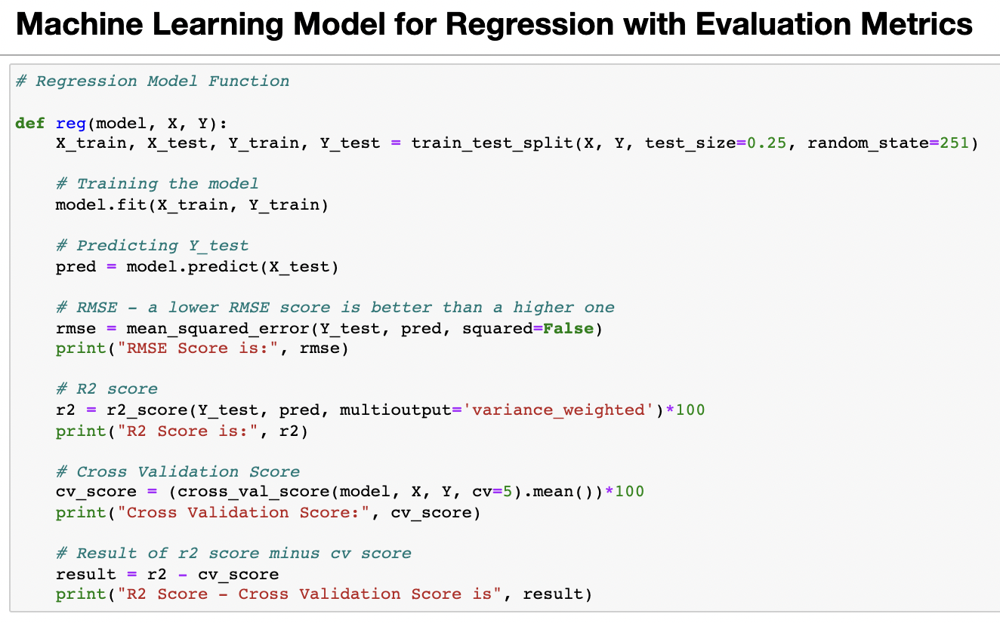 Machine Learning Model for Regression with Evaluation Metrics
# Regression Model Function
def reg(model, X, Y):
    X_train, X_test, Y_train, Y_test = train_test_split(X, Y, test_size=0.25, random_state=251)
    # Training the model
    model.fit(X_train, Y_train)
    # Predicting Y_test
    pred = model.predict(X_test)
    # RMSE - a lower RMSE score is better than a higher one
    rmse = mean_squared_error(Y_test, pred, squared=False)
    print("RMSE Score is:", rmse)
    # R2 score
    r2 = r2_score(Y_test, pred, multioutput='variance_weighted')*100
    print("R2 Score is:", r2)
    # Cross Validation Score
    cv_score = (cross_val_score(model, X, Y, cv=5).mean())*100
    print("Cross Validation Score:", cv_score)
    # Result of r2 score minus cv score
    result = r2 - cv_score
    print("R2 Score - Cross Validation Score is", result)